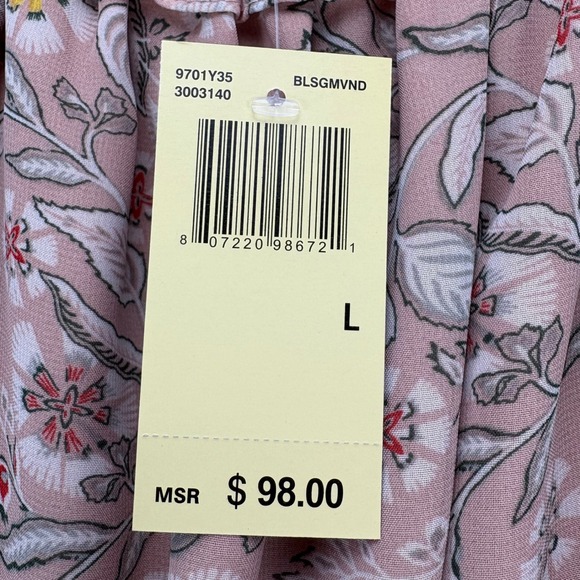 9701Y35 BLSGMVND
3003140
8 07220 98672 1
L
MSR $ 98.00